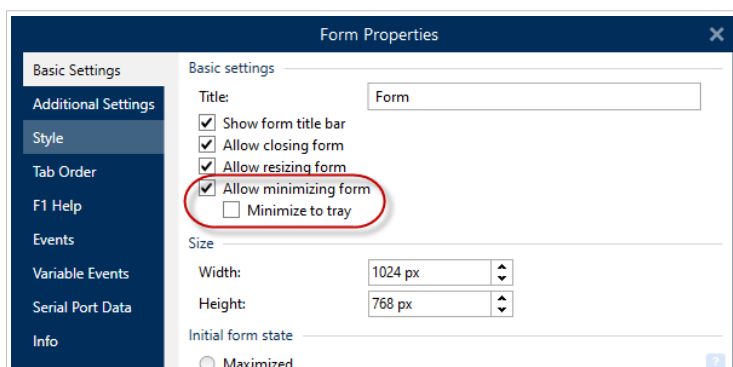 Form Properties
Basic Settings
Additional Settings
Style
Tab Order
F1 Help
Events
Variable Events
Serial Port Data
Info
Basic settings
Title: Form
Show form title bar
Allow closing form
Allow resizing form
Allow minimizing form
Minimize to tray
Size
Width: 1024 px
Height: 768 px
Initial form state
Maximized
?